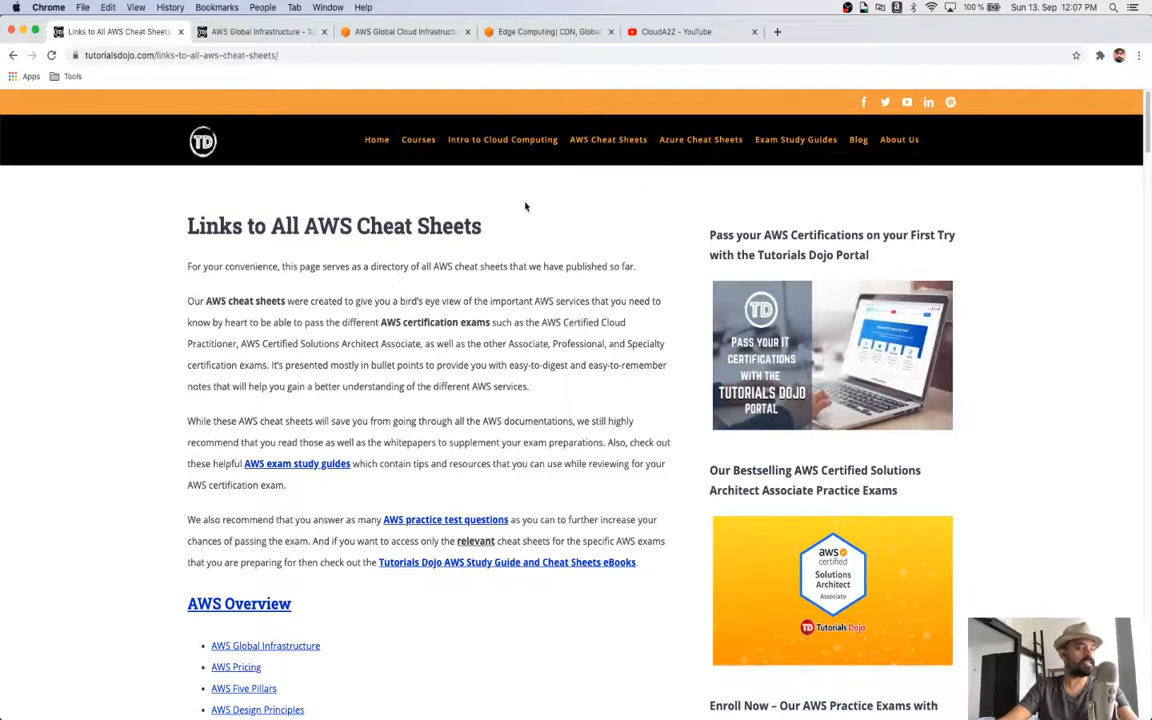 Chrome File Edit View History Bookmarks People Tab Window Help 100 % Sun 13. Sep 12:07 PM
Links to All AWS Cheat Sheets
AWS Global Infrastructure - Tu
AWS Global Cloud Infrastructu
Edge Computing| CDN, Global
CloudA2Z - YouTube
tutorialsdojo.com/links-to-all-aws-cheat-sheets/
Apps Tools
TD
Home Courses Intro to Cloud Computing AWS Cheat Sheets Azure Cheat Sheets Exam Study Guides Blog About Us
Links to All AWS Cheat Sheets
For your convenience, this page serves as a directory of all AWS cheat sheets that we have published so far.
Our AWS cheat sheets were created to give you a bird's eye view of the important AWS services that you need to
know by heart to be able to pass the different AWS certification exams such as the AWS Certified Cloud
Practitioner, AWS Certified Solutions Architect Associate, as well as the other Associate, Professional, and Specialty
certification exams. It's presented mostly in bullet points to provide you with easy-to-digest and easy-to-remember
notes that will help you gain a better understanding of the different AWS services.
While these AWS cheat sheets will save you from going through all the AWS documentations, we still highly
recommend that you read those as well as the whitepapers to supplement your exam preparations. Also, check out
these helpful AWS exam study guides which contain tips and resources that you can use while reviewing for your
AWS certification exam.
We also recommend that you answer as many AWS practice test questions as you can to further increase your
chances of passing the exam. And if you want to access only the relevant cheat sheets for the specific AWS exams
that you are preparing for then check out the Tutorials Dojo AWS Study Guide and Cheat Sheets eBooks.
AWS Overview
AWS Global Infrastructure
AWS Pricing
AWS Five Pillars
AWS Design Principles
Pass your AWS Certifications on your First Try
with the Tutorials Dojo Portal
TD
PASS YOUR IT
CERTIFICATIONS
WITH THE
TUTORIALS DOJO
PORTAL
Our Bestselling AWS Certified Solutions
Architect Associate Practice Exams
aws
certified
Solutions
Architect
Associate
TD Tutorials Dojo
Enroll Now – Our AWS Practice Exams with